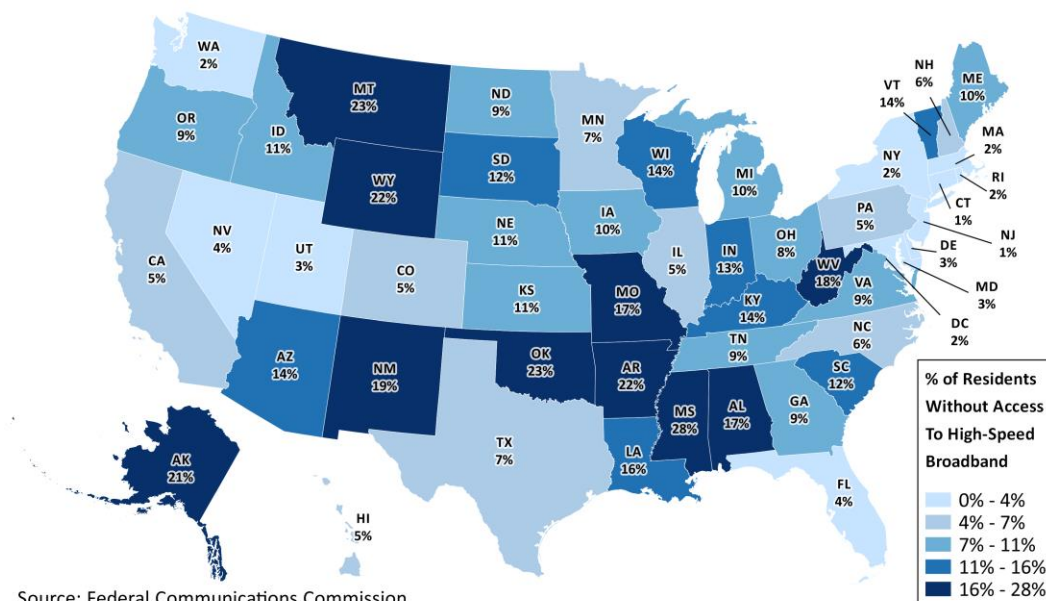 WA
2%
MT
23%
ND
9%
MN
7%
NH
6%
ME
10%
VT
14%
OR
9%
ID
11%
WY
22%
SD
12%
WI
14%
MI
10%
NY
2%
MA
2%
RI
2%
CT
1%
NJ
1%
PA
5%
DE
3%
MD
3%
DC
2%
NV
4%
UT
3%
CO
5%
CA
5%
NE
11%
IA
10%
IL
5%
IN
13%
OH
8%
WV
18%
VA
9%
KS
11%
MO
17%
KY
14%
NC
6%
TN
9%
SC
12%
AZ
14%
NM
19%
OK
23%
AR
22%
MS
28%
AL
17%
GA
9%
TX
7%
LA
16%
FL
4%
AK
21%
HI
5%
% of Residents
Without Access
To High-Speed
Broadband
0% - 4%
4% - 7%
7% - 11%
11% - 16%
16% - 28%
Source: Federal Communications Commission